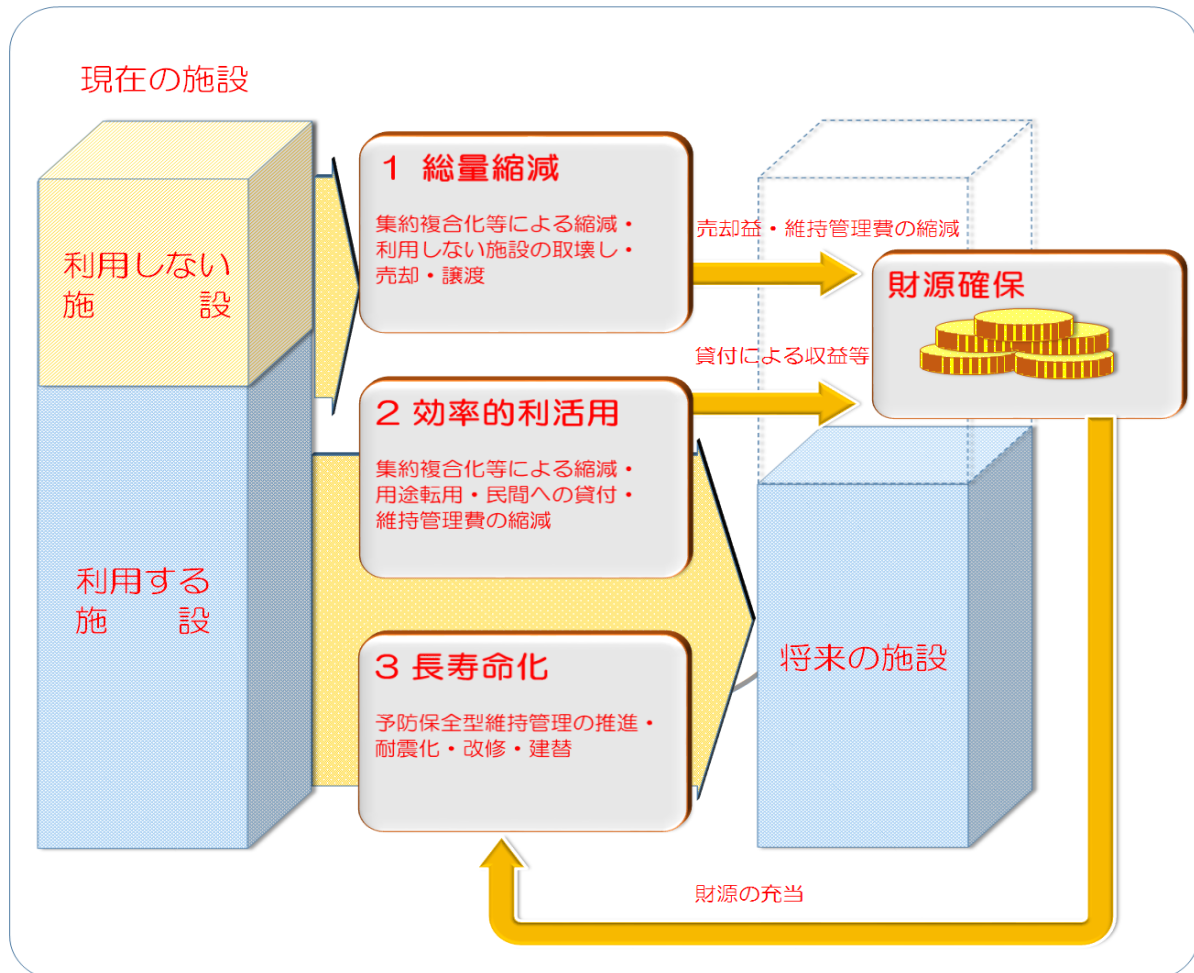 現在の施設
利用しない
施　　設
利用する
施　　設
1 総量縮減
集約複合化等による縮減・
利用しない施設の取壊し・
売却・譲渡
2 効率的利活用
集約複合化等による縮減・
用途転用・民間への貸付・
維持管理費の縮減
3 長寿命化
予防保全型維持管理の推進・
耐震化・改修・建替
売却益・維持管理費の縮減
貸付による収益等
財源確保
将来の施設
財源の充当